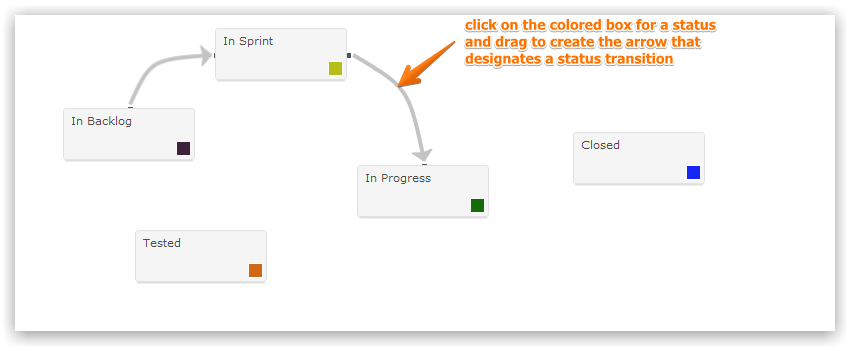 click on the colored box for a status
and drag to create the arrow that
designates a status transition
In Sprint
In Backlog
Closed
In Progress
Tested